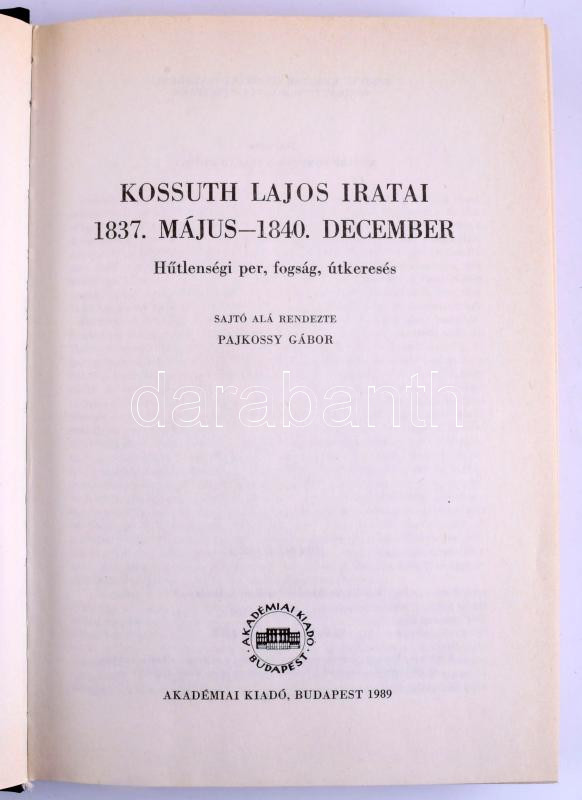 KOSSUTH LAJOS IRATAI
1837. MÁJUS—1840. DECEMBER
Hűtlenségi per, fogság, útkeresés
SAJTÓ ALÁ RENDEZTE
PAJKOSSY GÁBOR
darabanth
AKADÉMIAI KIADÓ
BUDAPEST
AKADÉMIAI KIADÓ, BUDAPEST 1989